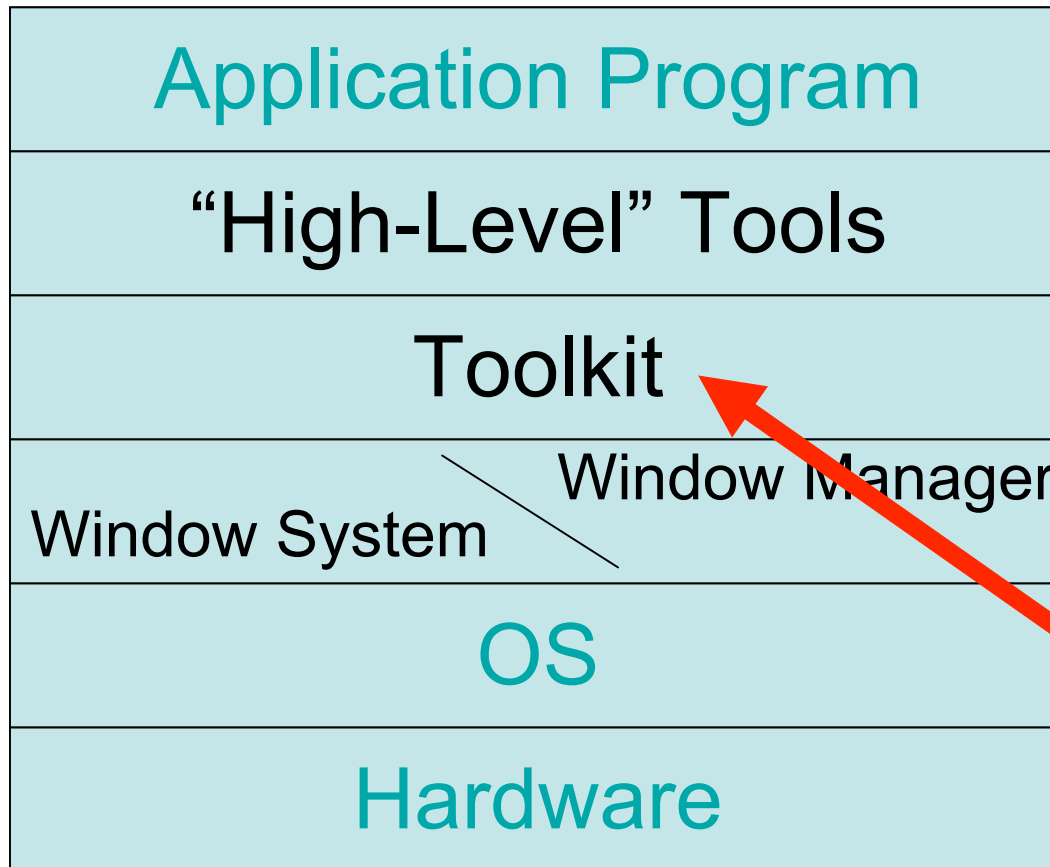 Application Program
“High-Level” Tools
Toolkit
Window Manager
Window System
OS
Hardware